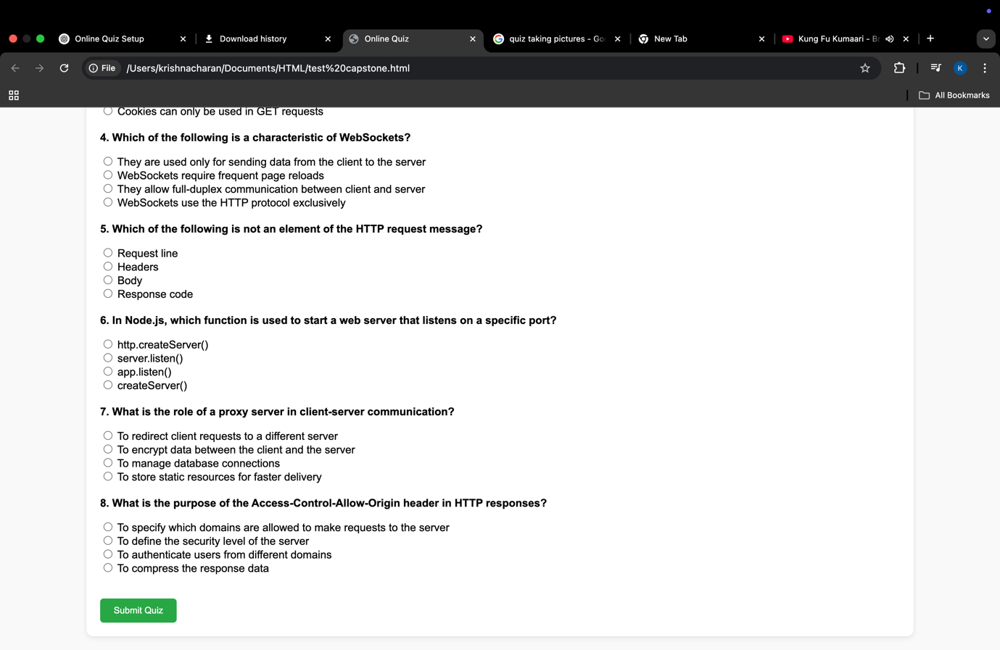 Online Quiz Setup
Download history
Online Quiz
quiz taking pictures - Go
New Tab
Kung Fu Kumaari - Br
File
/Users/krishnacharan/Documents/HTML/test%20capstone.html
K
All Bookmarks
Cookies can only be used in GET requests
4. Which of the following is a characteristic of WebSockets?
They are used only for sending data from the client to the server
WebSockets require frequent page reloads
They allow full-duplex communication between client and server
WebSockets use the HTTP protocol exclusively
5. Which of the following is not an element of the HTTP request message?
Request line
Headers
Body
Response code
6. In Node.js, which function is used to start a web server that listens on a specific port?
http.createServer()
server.listen()
app.listen()
createServer()
7. What is the role of a proxy server in client-server communication?
To redirect client requests to a different server
To encrypt data between the client and the server
To manage database connections
To store static resources for faster delivery
8. What is the purpose of the Access-Control-Allow-Origin header in HTTP responses?
To specify which domains are allowed to make requests to the server
To define the security level of the server
To authenticate users from different domains
To compress the response data
Submit Quiz